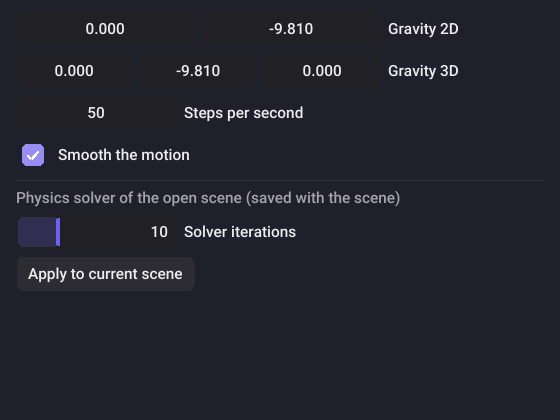 0.000 -9.810 Gravity 2D
0.000 -9.810 0.000 Gravity 3D
50 Steps per second
Smooth the motion
Physics solver of the open scene (saved with the scene)
10 Solver iterations
Apply to current scene